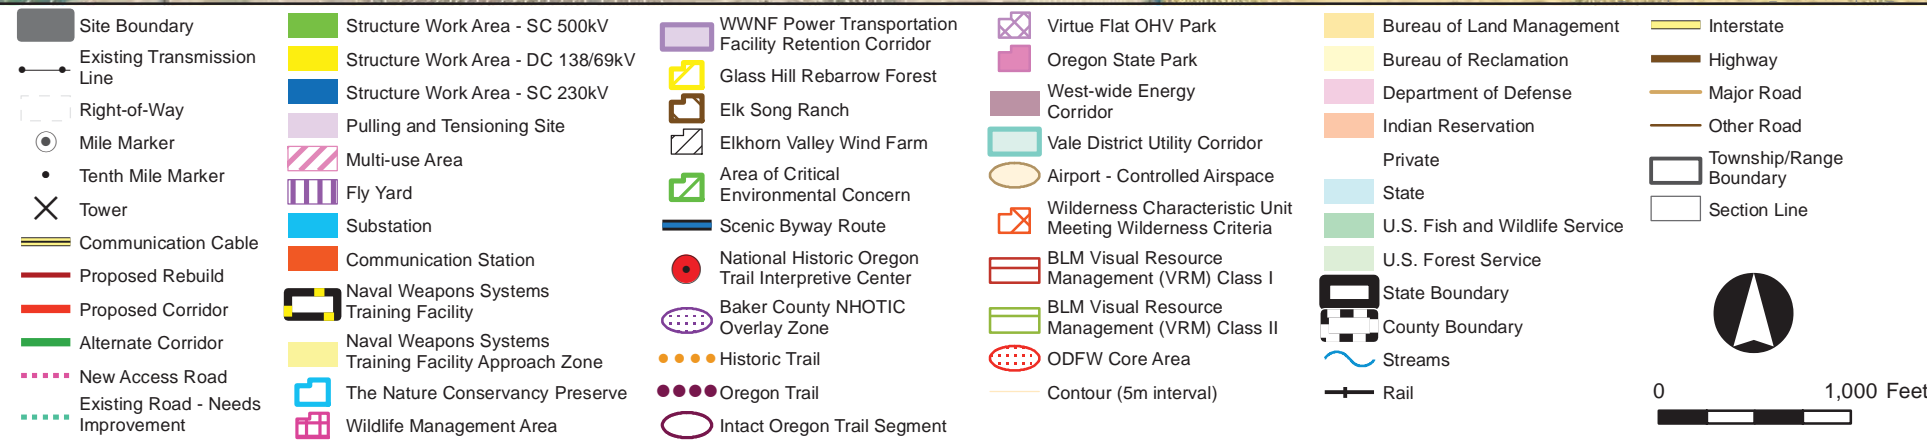 Site Boundary
Existing Transmission
Line
Right-of-Way
Mile Marker
Tenth Mile Marker
Tower
Communication Cable
Proposed Rebuild
Proposed Corridor
Alternate Corridor
New Access Road
Existing Road - Needs
Improvement
Structure Work Area - SC 500kV
Structure Work Area - DC 138/69kV
Structure Work Area - SC 230kV
Pulling and Tensioning Site
Multi-use Area
Fly Yard
Substation
Communication Station
Naval Weapons Systems
Training Facility
Naval Weapons Systems
Training Facility Approach Zone
The Nature Conservancy Preserve
Wildlife Management Area
WWNF Power Transportation
Facility Retention Corridor
Glass Hill Rebarrow Forest
Elk Song Ranch
Elkhorn Valley Wind Farm
Area of Critical
Environmental Concern
Scenic Byway Route
National Historic Oregon
Trail Interpretive Center
Baker County NHOTIC
Overlay Zone
Historic Trail
Oregon Trail
Intact Oregon Trail Segment
Virtue Flat OHV Park
Oregon State Park
West-wide Energy
Corridor
Vale District Utility Corridor
Airport - Controlled Airspace
Wilderness Characteristic Unit
Meeting Wilderness Criteria
BLM Visual Resource
Management (VRM) Class I
BLM Visual Resource
Management (VRM) Class II
ODFW Core Area
Contour (5m interval)
Bureau of Land Management
Bureau of Reclamation
Department of Defense
Indian Reservation
Private
State
U.S. Fish and Wildlife Service
U.S. Forest Service
State Boundary
County Boundary
Streams
Rail
Interstate
Highway
Major Road
Other Road
Township/Range
Boundary
Section Line
0 1,000 Feet